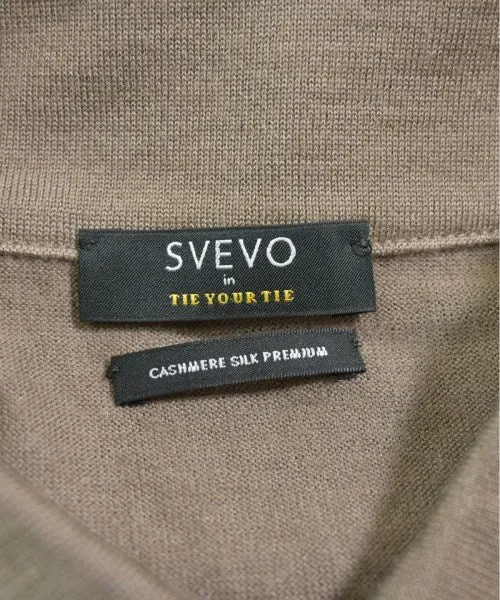 SVEVO
in
TIE YOUR TIE
CASHMERE SILK PREMIUM